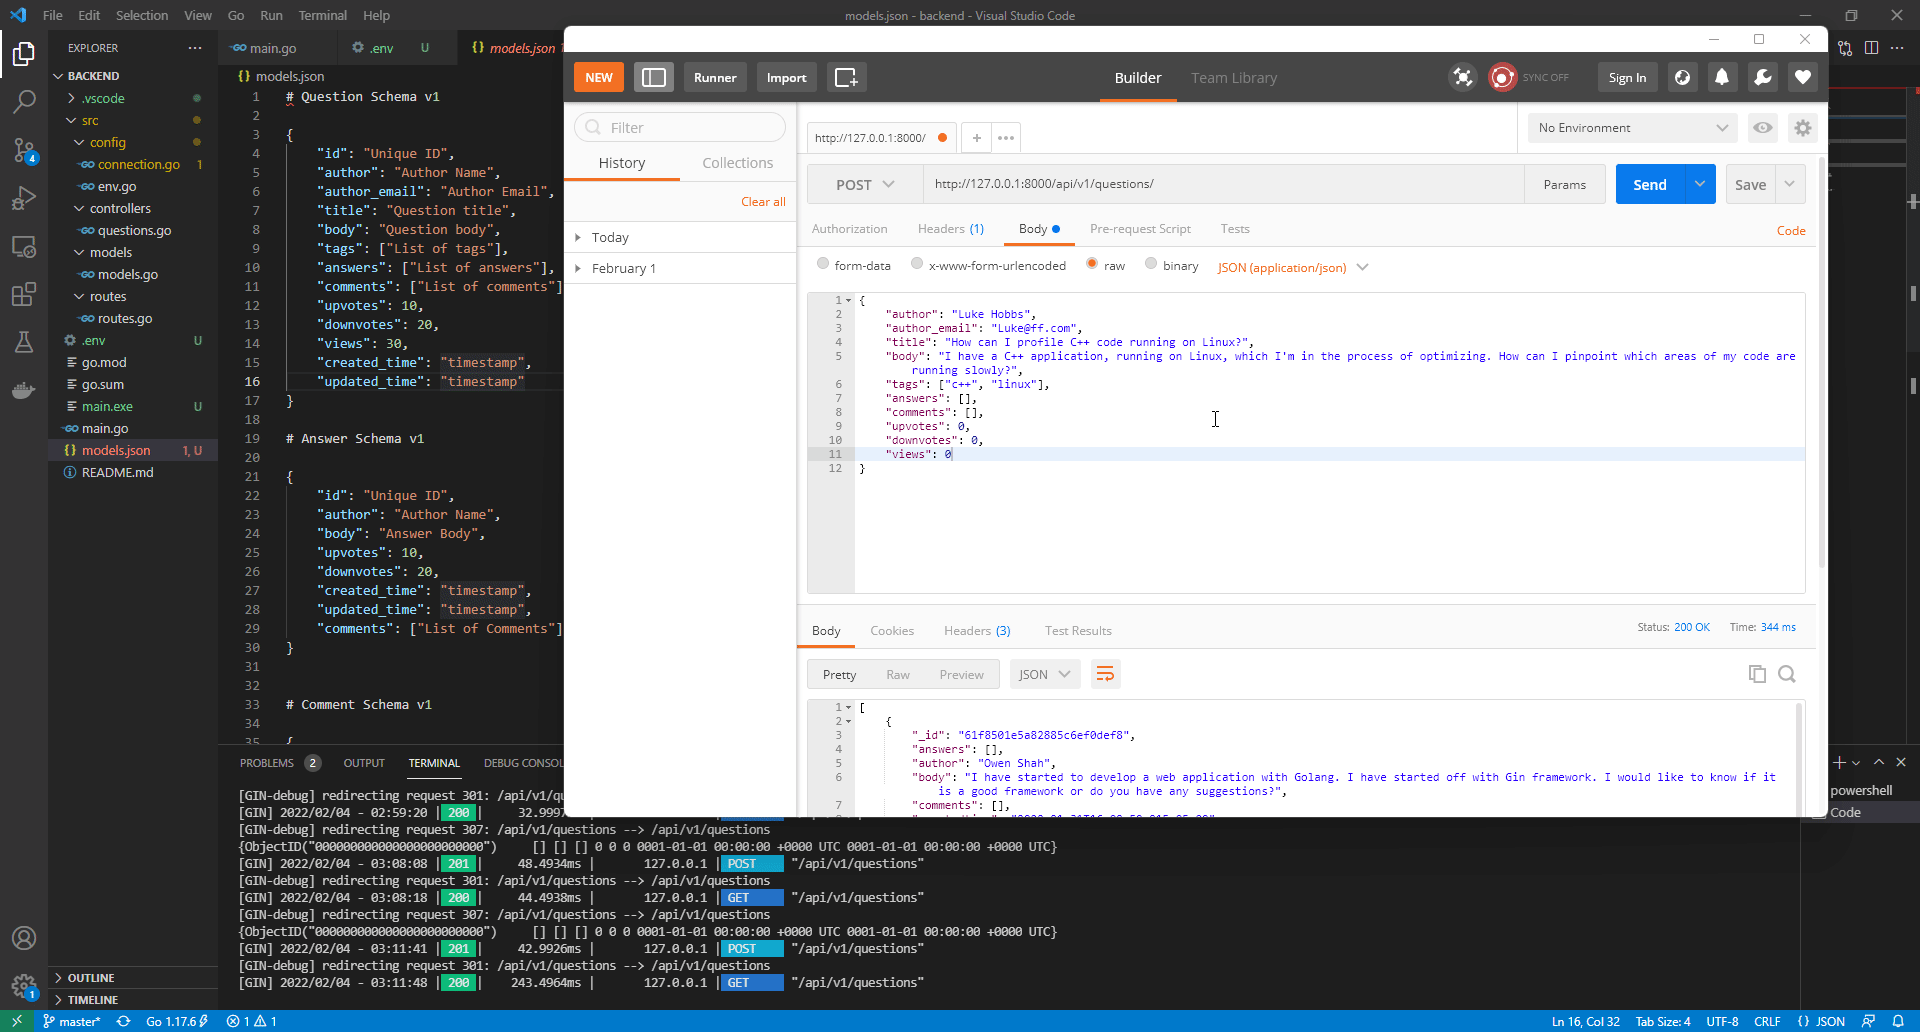 File Edit Selection View Go Run Terminal Help
models.json - backend - Visual Studio Code
EXPLORER
BACKEND
.vscode
src
config
connection.go 1
env.go
controllers
questions.go
models
models.go
routes
routes.go
.env U
go.mod
go.sum
main.exe U
main.go
models.json 1, U
README.md
OUTLINE
TIMELINE
main.go .env U models.json
models.json
1 # Question Schema v1
2
3 {
4 "id": "Unique ID",
5 "author": "Author Name",
6 "author_email": "Author Email",
7 "title": "Question title",
8 "body": "Question body",
9 "tags": ["List of tags"],
10 "answers": ["List of answers"],
11 "comments": ["List of comments"]
12 "upvotes": 10,
13 "downvotes": 20,
14 "views": 30,
15 "created_time": "timestamp",
16 "updated_time": "timestamp"
17 }
18
19 # Answer Schema v1
20
21 {
22 "id": "Unique ID",
23 "author": "Author Name",
24 "body": "Answer Body",
25 "upvotes": 10,
26 "downvotes": 20,
27 "created_time": "timestamp",
28 "updated_time": "timestamp",
29 "comments": ["List of Comments"]
30 }
31
32
33 # Comment Schema v1
34
35 {
NEW Runner Import Builder Team Library SYNC OFF Sign In
Filter
History Collections
Clear all
Today
February 1
http://127.0.0.1:8000/ + •••
No Environment
POST http://127.0.0.1:8000/api/v1/questions/ Params Send Save
Authorization Headers (1) Body Pre-request Script Tests Code
form-data x-www-form-urlencoded raw binary JSON (application/json)
1 {
2 "author": "Luke Hobbs",
3 "author_email": "Luke@ff.com",
4 "title": "How can I profile C++ code running on Linux?",
5 "body": "I have a C++ application, running on Linux, which I'm in the process of optimizing. How can I pinpoint which areas of my code are
running slowly?",
6 "tags": ["c++", "linux"],
7 "answers": [],
8 "comments": [],
9 "upvotes": 0,
10 "downvotes": 0,
11 "views": 0
12 }
Body Cookies Headers (3) Test Results Status: 200 OK Time: 344 ms
Pretty Raw Preview JSON
1 [
2 {
3 "_id": "61f8501e5a82885c6ef0def8",
4 "answers": [],
5 "author": "Owen Shah",
6 "body": "I have started to develop a web application with Golang. I have started off with Gin framework. I would like to know if it
is a good framework or do you have any suggestions?",
7 "comments": [],
PROBLEMS 2 OUTPUT TERMINAL DEBUG CONSOL
[GIN-debug] redirecting request 301: /api/v1/qu
[GIN] 2022/02/04 - 02:59:20 | 200 | 32.999
[GIN-debug] redirecting request 307: /api/v1/questions --> /api/v1/questions
{ObjectID("000000000000000000000000") [] [] [] 0 0 0 0001-01-01 00:00:00 +0000 UTC 0001-01-01 00:00:00 +0000 UTC}
[GIN] 2022/02/04 - 03:08:08 | 201 | 48.4934ms | 127.0.0.1 | POST "/api/v1/questions"
[GIN-debug] redirecting request 301: /api/v1/questions --> /api/v1/questions
[GIN] 2022/02/04 - 03:08:18 | 200 | 44.4938ms | 127.0.0.1 | GET "/api/v1/questions"
[GIN-debug] redirecting request 307: /api/v1/questions --> /api/v1/questions
{ObjectID("000000000000000000000000") [] [] [] 0 0 0 0001-01-01 00:00:00 +0000 UTC 0001-01-01 00:00:00 +0000 UTC}
[GIN] 2022/02/04 - 03:11:41 | 201 | 42.9926ms | 127.0.0.1 | POST "/api/v1/questions"
[GIN-debug] redirecting request 301: /api/v1/questions --> /api/v1/questions
[GIN] 2022/02/04 - 03:11:48 | 200 | 243.4964ms | 127.0.0.1 | GET "/api/v1/questions"
powershell
Code
4
1
master* Go 1.17.6 1 1 Ln 16, Col 32 Tab Size: 4 UTF-8 CRLF {} JSON